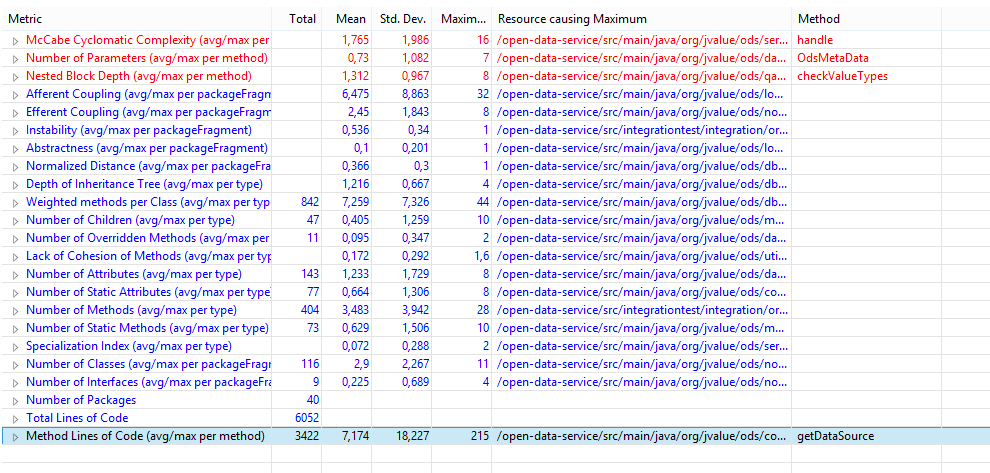 Metric Total Mean Std. Dev. Maxim... Resource causing Maximum Method
McCabe Cyclomatic Complexity (avg/max per 1,765 1,986 16 /open-data-service/src/main/java/org/jvalue/ods/ser... handle
Number of Parameters (avg/max per method) 0,73 1,082 7 /open-data-service/src/main/java/org/jvalue/ods/da... OdsMetaData
Nested Block Depth (avg/max per method) 1,312 0,967 8 /open-data-service/src/main/java/org/jvalue/ods/qa... checkValueTypes
Afferent Coupling (avg/max per packageFragm 6,475 8,863 32 /open-data-service/src/main/java/org/jvalue/ods/lo...
Efferent Coupling (avg/max per packageFragm 2,45 1,843 8 /open-data-service/src/main/java/org/jvalue/ods/no...
Instability (avg/max per packageFragment) 0,536 0,34 1 /open-data-service/src/integrationtest/integration/or...
Abstractness (avg/max per packageFragment) 0,1 0,201 1 /open-data-service/src/main/java/org/jvalue/ods/lo...
Normalized Distance (avg/max per packageFra 0,366 0,3 1 /open-data-service/src/main/java/org/jvalue/ods/db...
Depth of Inheritance Tree (avg/max per type) 1,216 0,667 4 /open-data-service/src/main/java/org/jvalue/ods/db...
Weighted methods per Class (avg/max per typ 842 7,259 7,326 44 /open-data-service/src/main/java/org/jvalue/ods/db...
Number of Children (avg/max per type) 47 0,405 1,259 10 /open-data-service/src/main/java/org/jvalue/ods/m...
Number of Overridden Methods (avg/max per 11 0,095 0,347 2 /open-data-service/src/main/java/org/jvalue/ods/da...
Lack of Cohesion of Methods (avg/max per typ 0,172 0,292 1,6 /open-data-service/src/main/java/org/jvalue/ods/uti...
Number of Attributes (avg/max per type) 143 1,233 1,729 8 /open-data-service/src/main/java/org/jvalue/ods/da...
Number of Static Attributes (avg/max per type 77 0,664 1,306 8 /open-data-service/src/main/java/org/jvalue/ods/co...
Number of Methods (avg/max per type) 404 3,483 3,942 28 /open-data-service/src/integrationtest/integration/or...
Number of Static Methods (avg/max per type) 73 0,629 1,506 10 /open-data-service/src/main/java/org/jvalue/ods/m...
Specialization Index (avg/max per type) 0,072 0,288 2 /open-data-service/src/main/java/org/jvalue/ods/ser...
Number of Classes (avg/max per packageFragr 116 2,9 2,267 11 /open-data-service/src/main/java/org/jvalue/ods/no...
Number of Interfaces (avg/max per packageFra 9 0,225 0,689 4 /open-data-service/src/main/java/org/jvalue/ods/no...
Number of Packages 40
Total Lines of Code 6052
Method Lines of Code (avg/max per method) 3422 7,174 18,227 215 /open-data-service/src/main/java/org/jvalue/ods/co... getDataSource